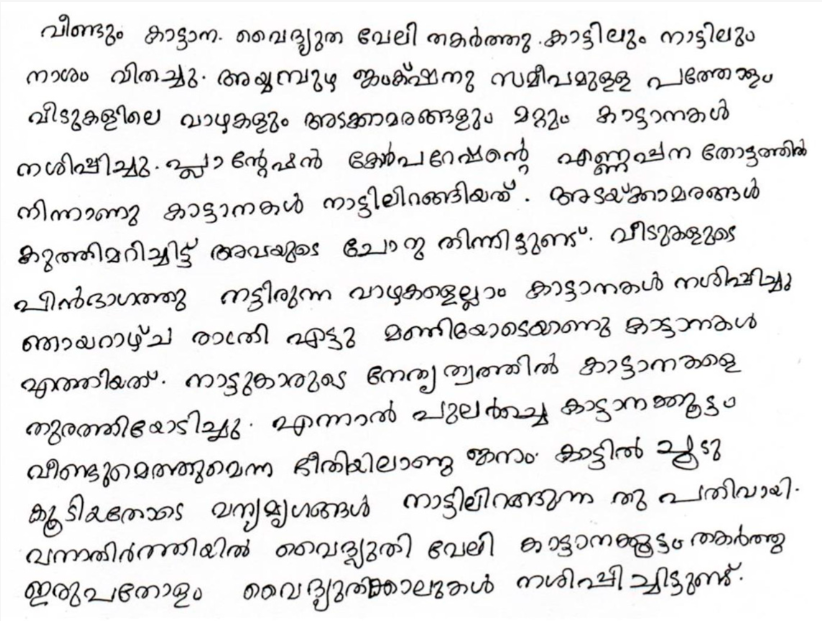 വീണ്ടും കാട്ടാന. വൈദ്യുത വേലി തകർത്തു. കാട്ടിലും നാട്ടിലും
നാശം വിതച്ചു. അയ്യമ്പുഴ ജംക്‌ഷനു സമീപമുള്ള പത്തോളം
വീടുകളിലെ വാഴകളും അടക്കാമരങ്ങളും മറ്റും കാട്ടാനകൾ
നശിപ്പിച്ചു. പ്ലാന്റേഷൻ കോർപറേഷന്റെ എണ്ണപ്പന തോട്ടത്തിൽ
നിന്നാണു കാട്ടാനകൾ നാട്ടിലിറങ്ങിയത്. അടയ്ക്കാമരങ്ങൾ
കുത്തിമറിച്ചിട്ട് അവയുടെ ചോറു തിന്നിട്ടുണ്ട്. വീടുകളുടെ
പിൻഭാഗത്തു നട്ടിരുന്ന വാഴകളെല്ലാം കാട്ടാനകൾ നശിപ്പിച്ചു
ഞായറാഴ്ച രാത്രി എട്ടു മണിയോടെയാണു കാട്ടാനകൾ
എത്തിയത്. നാട്ടുകാരുടെ നേതൃത്വത്തിൽ കാട്ടാനകളെ
തുരത്തിയോടിച്ചു. എന്നാൽ പുലർച്ചെ കാട്ടാനക്കൂട്ടം
വീണ്ടുമെത്തുവെന്ന ഭീതിയിലാണു ജനം. കാട്ടിൽ ചൂടു
കൂടിയതോടെ വന്യമൃഗങ്ങൾ നാട്ടിലിറങ്ങുന്ന തു പതിവായി.
വനാതിർത്തിയിൽ വൈദ്യുതി വേലി കാട്ടാനക്കൂട്ടം തകർത്തു
ഇരുപതോളം വൈദ്യുതിക്കാലുകൾ നശിപ്പിച്ചിട്ടുണ്ട്.